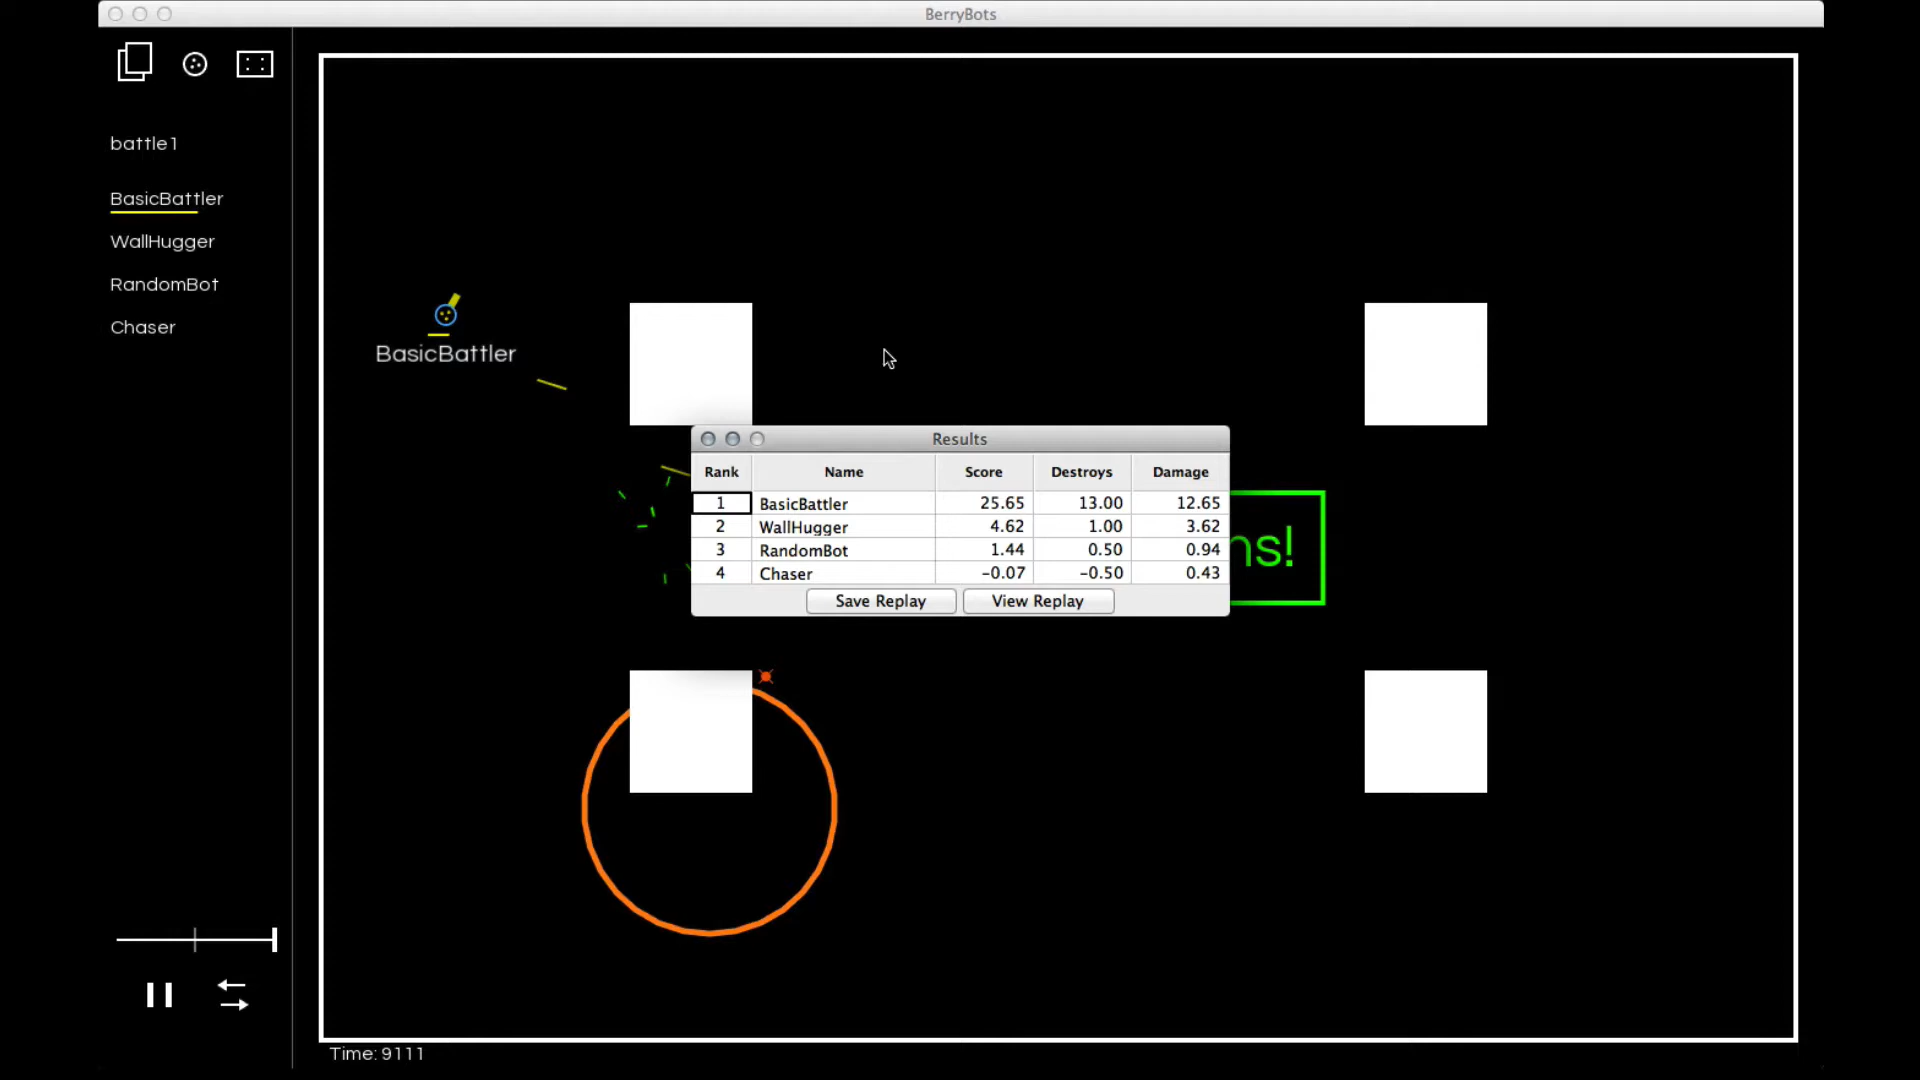 BerryBots
battle1
BasicBattler
WallHugger
RandomBot
Chaser
BasicBattler
Results
Rank Name Score Destroys Damage
1 BasicBattler 25.65 13.00 12.65
2 WallHugger 4.62 1.00 3.62
3 RandomBot 1.44 0.50 0.94
4 Chaser -0.07 -0.50 0.43
Save Replay View Replay
ns!
Time: 9111